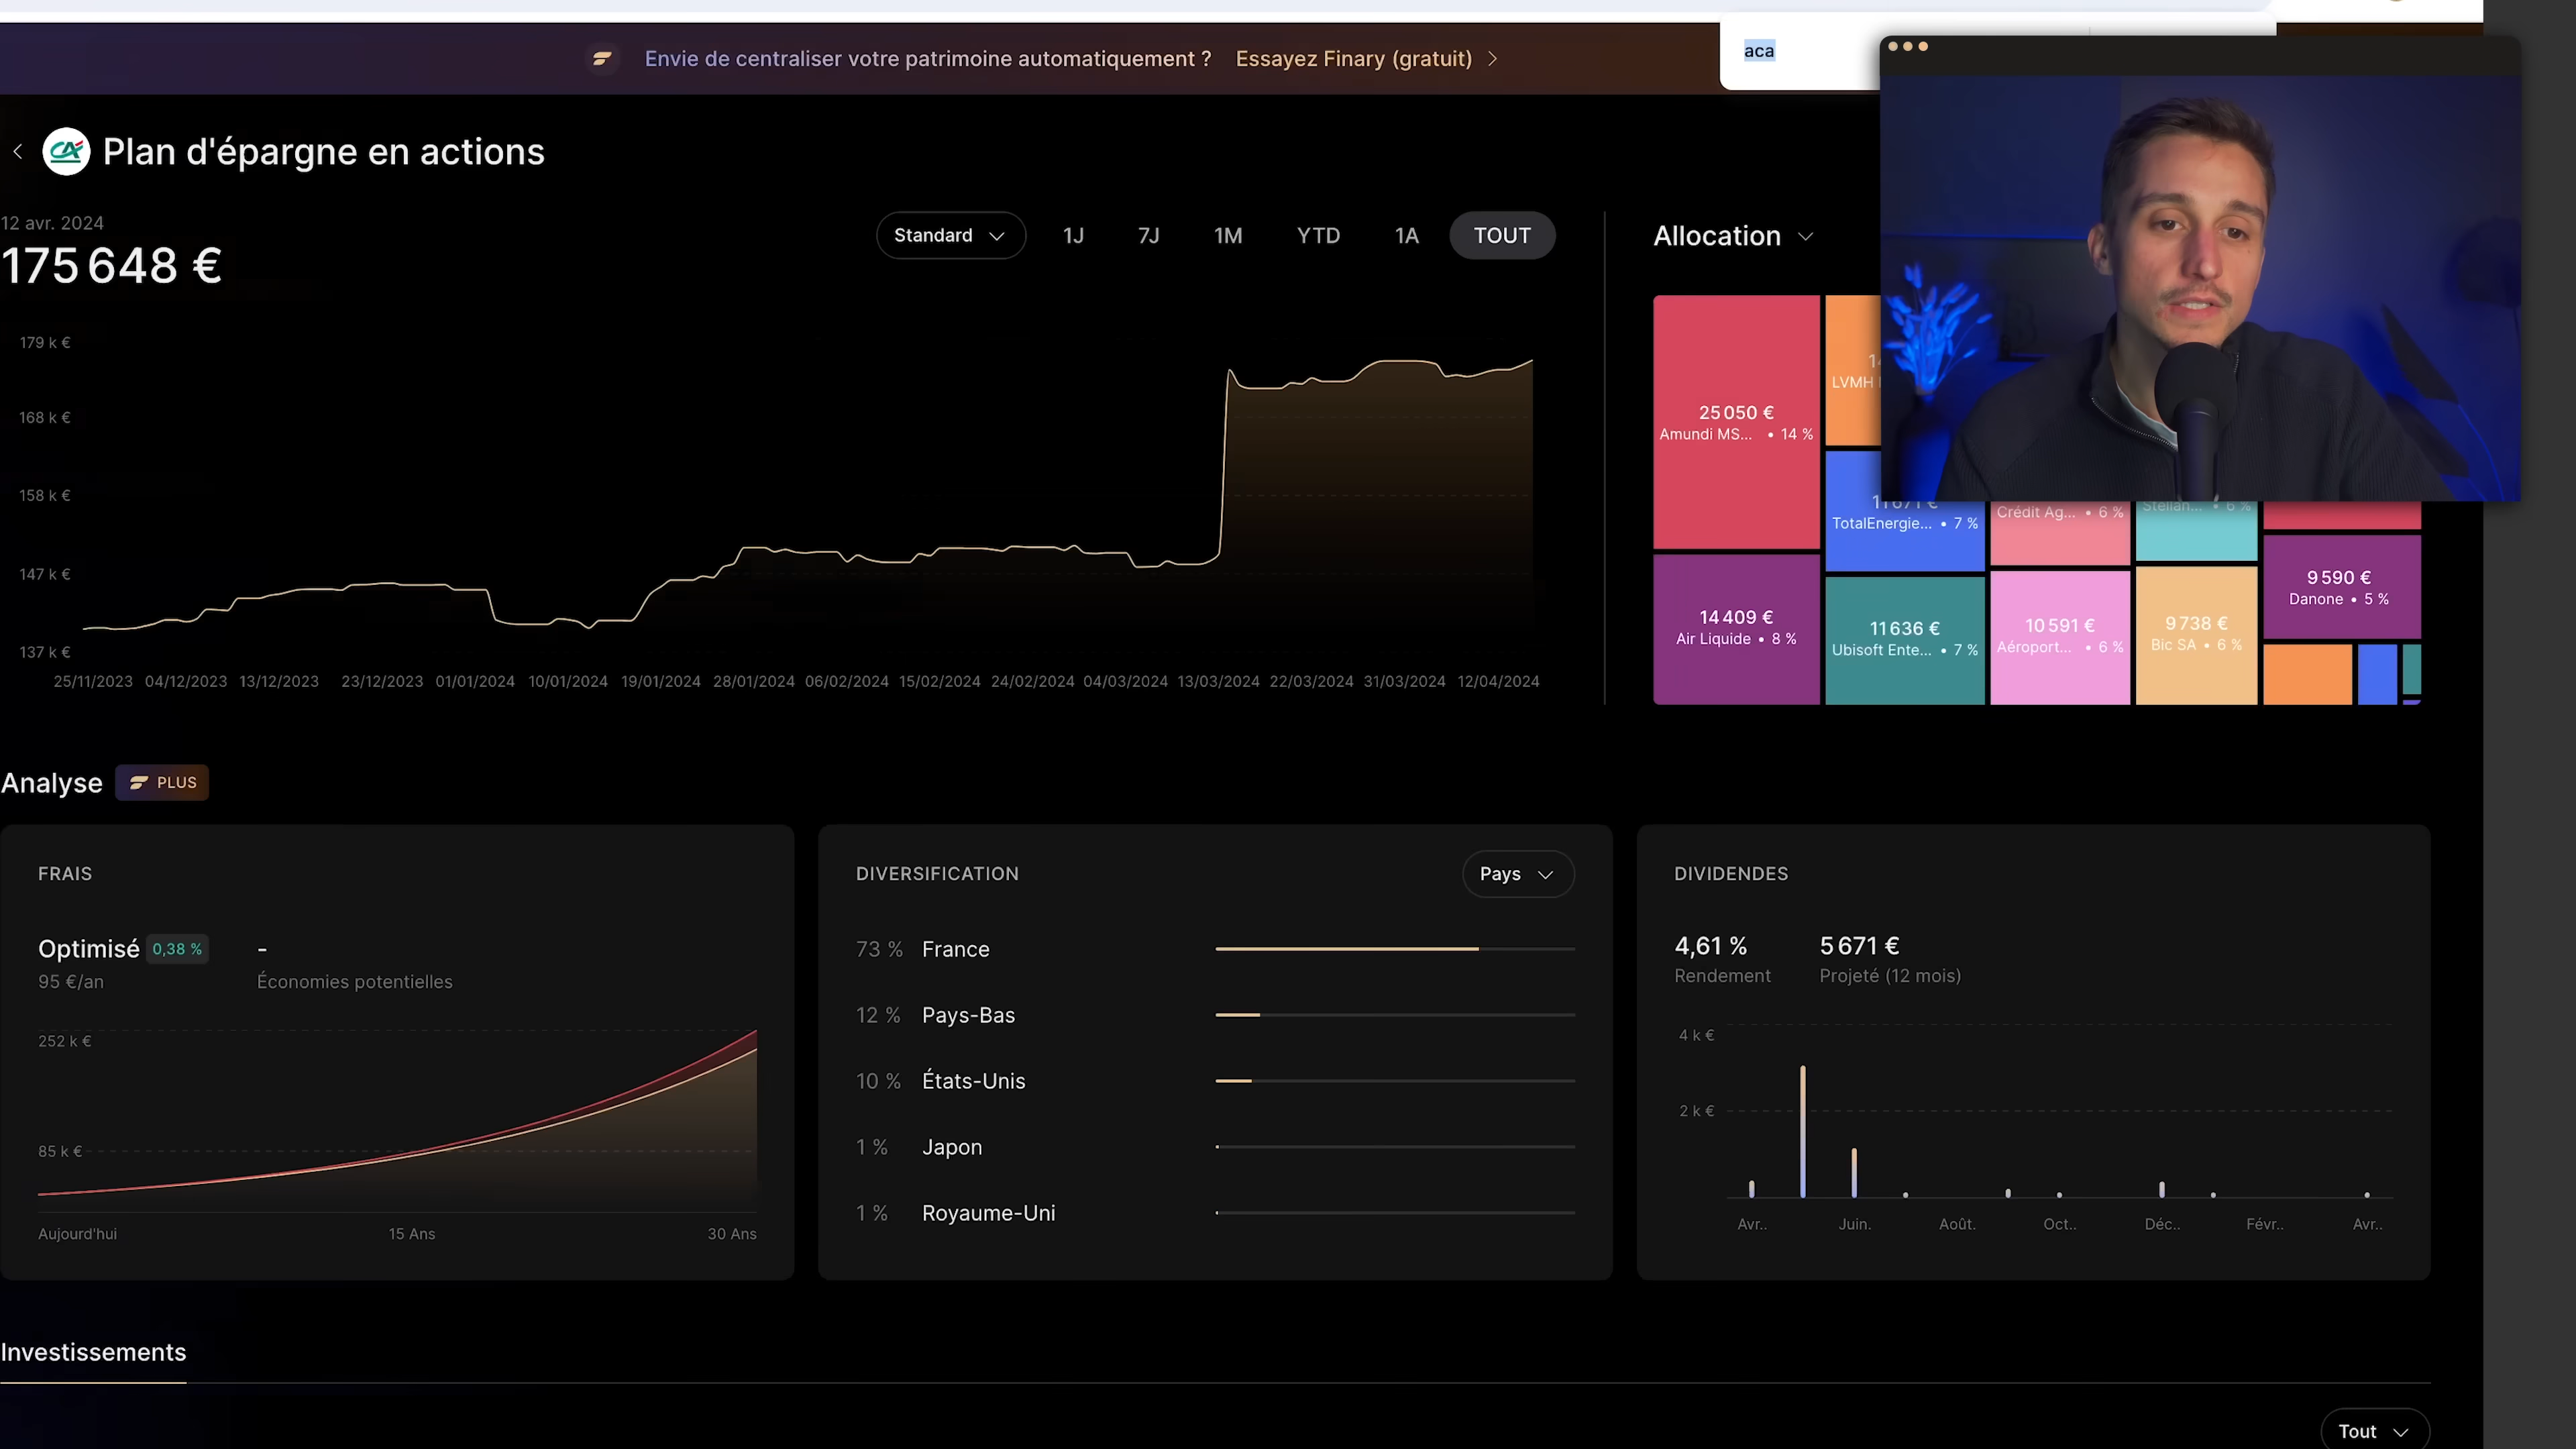 aca
Envie de centraliser votre patrimoine automatiquement ? Essayez Finary (gratuit)
Plan d'épargne en actions
12 avr. 2024
175 648 €
Standard 1J 7J 1M YTD 1A TOUT
179 k €
168 k €
158 k €
147 k €
137 k €
25/11/2023 04/12/2023 13/12/2023 23/12/2023 01/01/2024 10/01/2024 19/01/2024 28/01/2024 06/02/2024 15/02/2024 24/02/2024 04/03/2024 13/03/2024 22/03/2024 31/03/2024 12/04/2024
Allocation
25 050 €
Amundi MS... • 14 %
LVMH
14 409 €
Air Liquide • 8 %
11 671 €
TotalEnergie... • 7 %
11 636 €
Ubisoft Ente... • 7 %
Crédit Ag... • 6 %
10 591 €
Aéroport... • 6 %
Stellan... • 6 %
9 738 €
Bic SA • 6 %
9 590 €
Danone • 5 %
Analyse PLUS
FRAIS
Optimisé 0,38 % -
95 €/an Économies potentielles
252 k €
85 k €
Aujourd'hui 15 Ans 30 Ans
DIVERSIFICATION Pays
73 % France
12 % Pays-Bas
10 % États-Unis
1 % Japon
1 % Royaume-Uni
DIVIDENDES
4,61 % 5 671 €
Rendement Projeté (12 mois)
4 k €
2 k €
Avr.. Juin. Août. Oct.. Déc.. Févr.. Avr..
Investissements
Tout